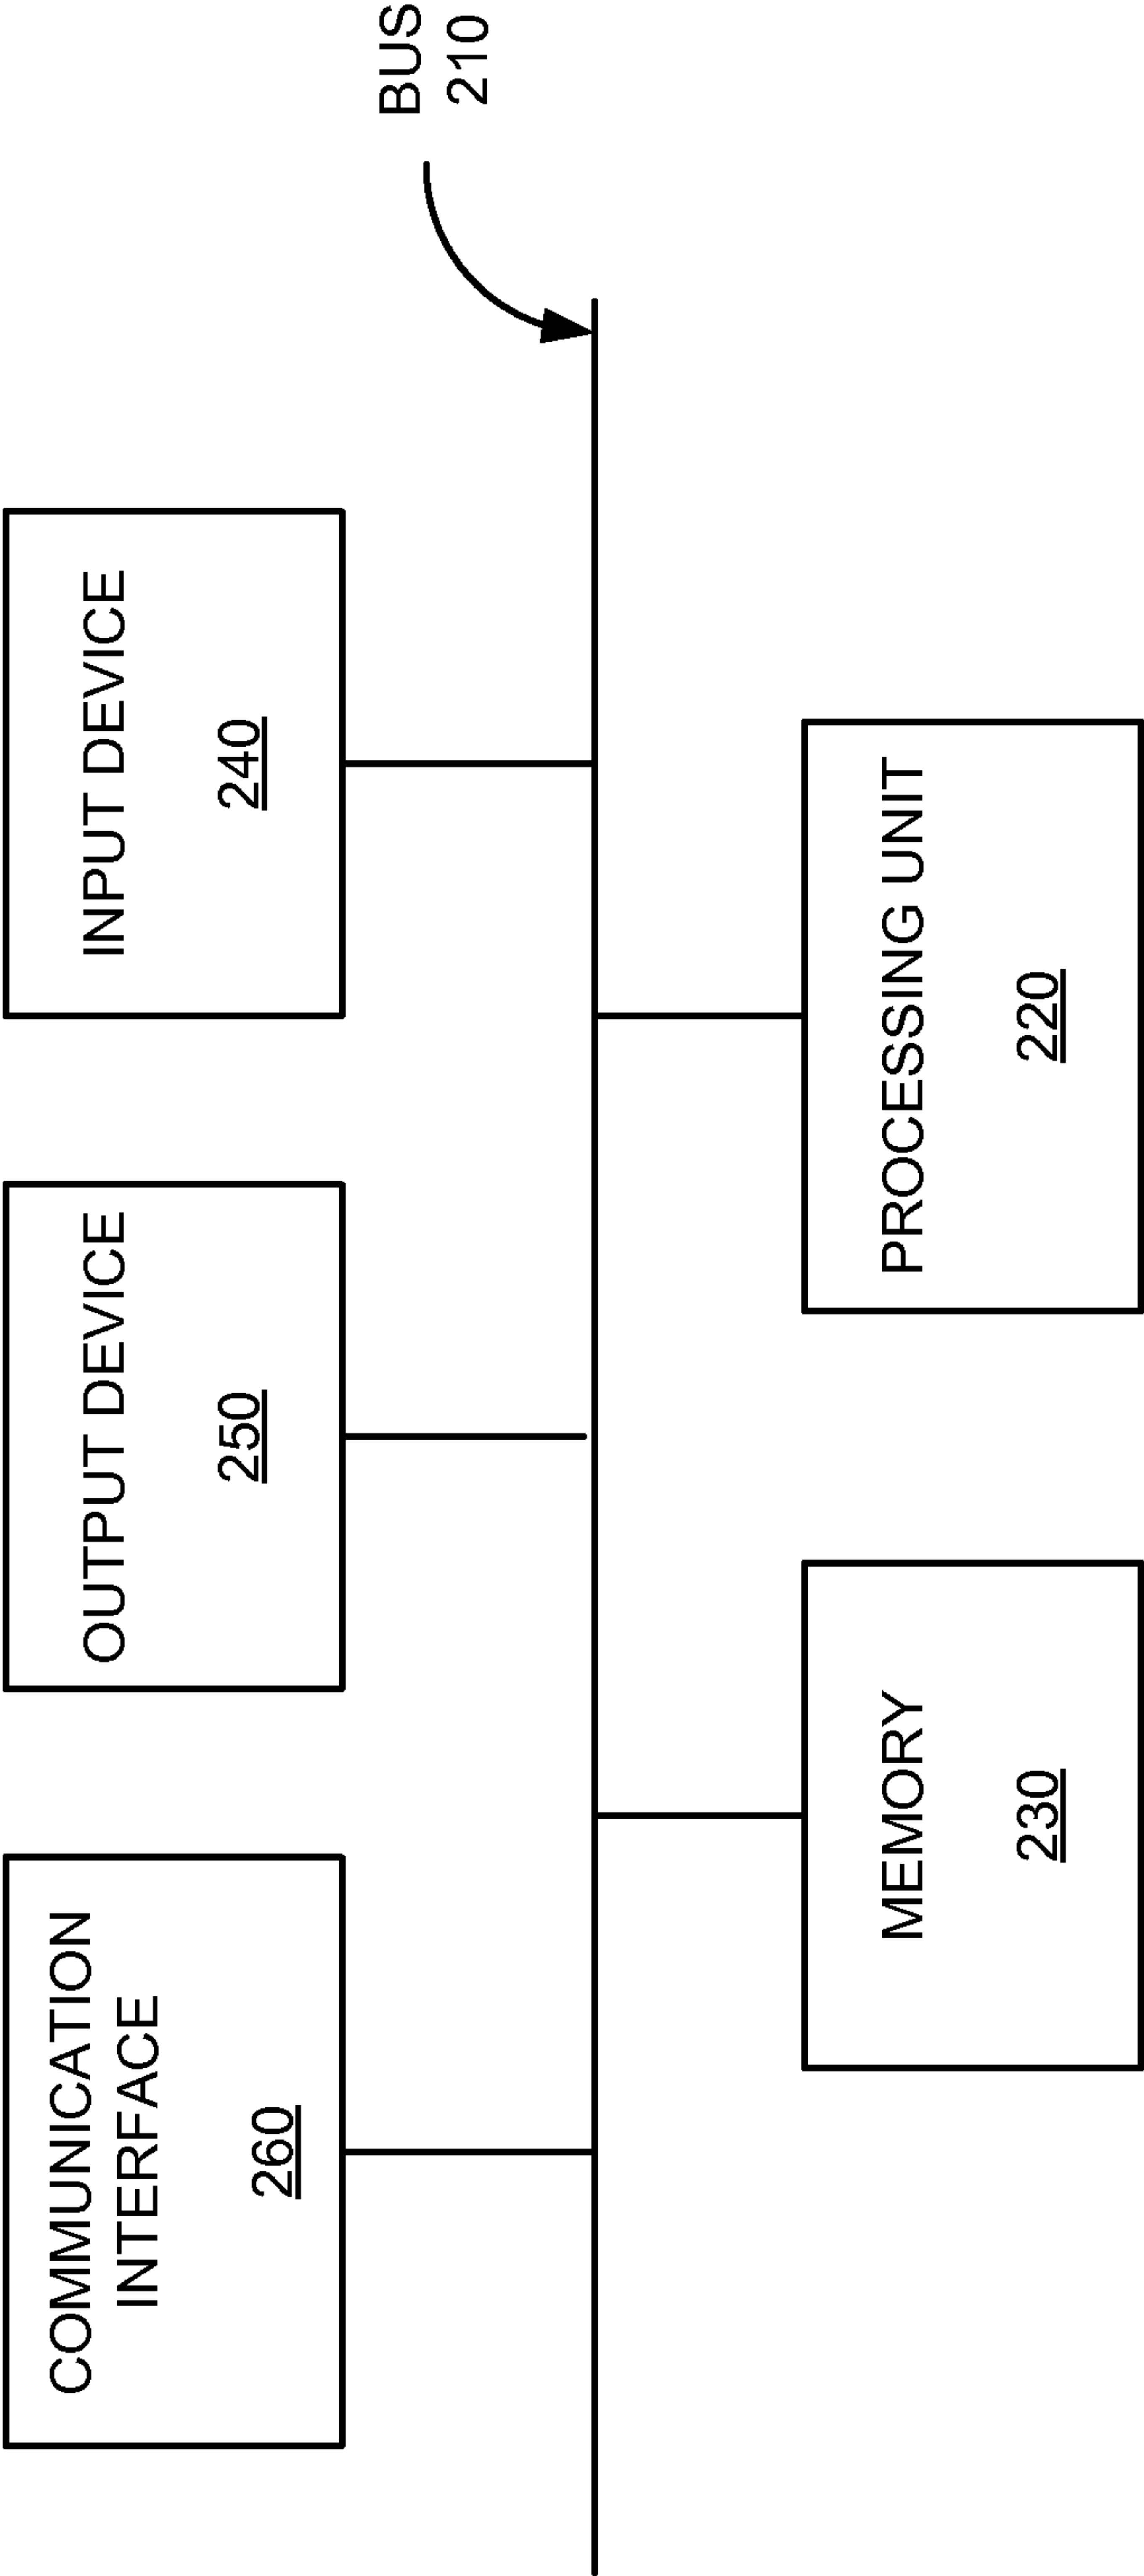 COMMUNICATION
INTERFACE
260
OUTPUT DEVICE
250
INPUT DEVICE
240
BUS
210
MEMORY
230
PROCESSING UNIT
220